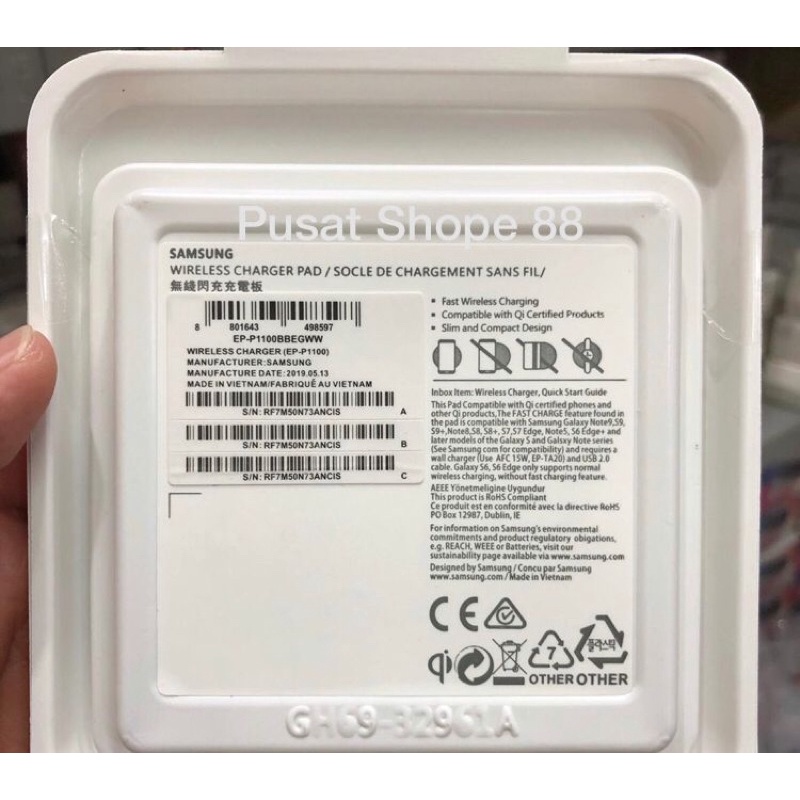 Pusat Shope 88
SAMSUNG
WIRELESS CHARGER PAD / SOCLE DE CHARGEMENT SANS FIL/
無綫閃充充電板
8 801643 498597
EP-P1100BBEGWW
WIRELESS CHARGER (EP-P1100)
MANUFACTURER:SAMSUNG
MANUFACTURE DATE : 2019.05.13
MADE IN VIETNAM/FABRIQUÉ AU VIETNAM
S/N: RF7M50N73ANCIS A
S/N: RF7M50N73ANCIS B
S/N: RF7M50N73ANCIS C
• Fast Wireless Charging
• Compatible with Qi Certified Products
• Slim and Compact Design
Inbox Item: Wireless Charger, Quick Start Guide
This Pad Compatible with Qi certified phones and
other Qi products,The FAST CHARGE feature found in
the pad is compatible with Samsung Galaxy Note9,S9,
S9+,Note8,S8, S8+, S7,S7 Edge, Note5, S6 Edge+ and
later models of the Galaxy S and Galaxy Note series
(See Samsung.com for compatibility) and requires a
wall charger (Use AFC 15W, EP-TA20) and USB 2.0
cable. Galaxy S6, S6 Edge only supports normal
wireless charging, without fast charging feature.
AEEE Yönetmeligine Uygundur
This product is RoHS Compliant
Ce produit est en conformité avec la directive RoHS
PO Box 12987, Dublin, IE
For information on Samsung's environmental
commitments and product regulatory obigations,
e.g. REACH, WEEE or Batteries, visit our
sustainability page available via www.samsung.com
Designed by Samsung / Concu par Samsung
www.samsung.com /Made in Vietnam
CE
qi 7 플라스틱
OTHER OTHER
GH69-32961A